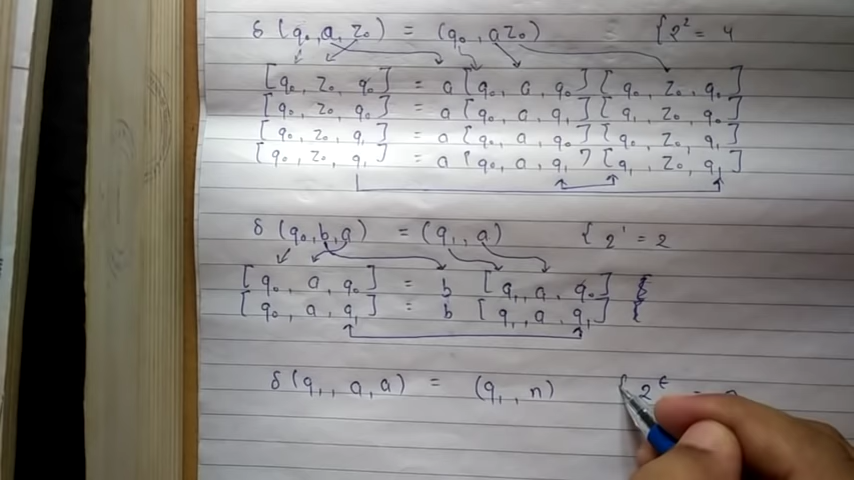 δ (q₀, a, z₀) = (q₀, az₀) { 2² = 4
[q₀, z₀, q₀] = a [q₀, a, q₀] [q₀, z₀, q₁]
[q₀, z₀, q₀] = a [q₀, a, q₁] [q₁, z₀, q₀]
[q₀, z₀, q₁] = a [q₀, a, q₀] [q₀, z₀, q₁]
[q₀, z₀, q₁] = a [q₀, a, q₁] [q₁, z₀, q₁]
δ (q₀, b, a) = (q₁, a) { 2¹ = 2
[q₀, a, q₀] = b [q₁, a, q₀] {
[q₀, a, q₁] = b [q₁, a, q₁] {
δ (q₁, a, a) = (q₁, n) { 2^ε =